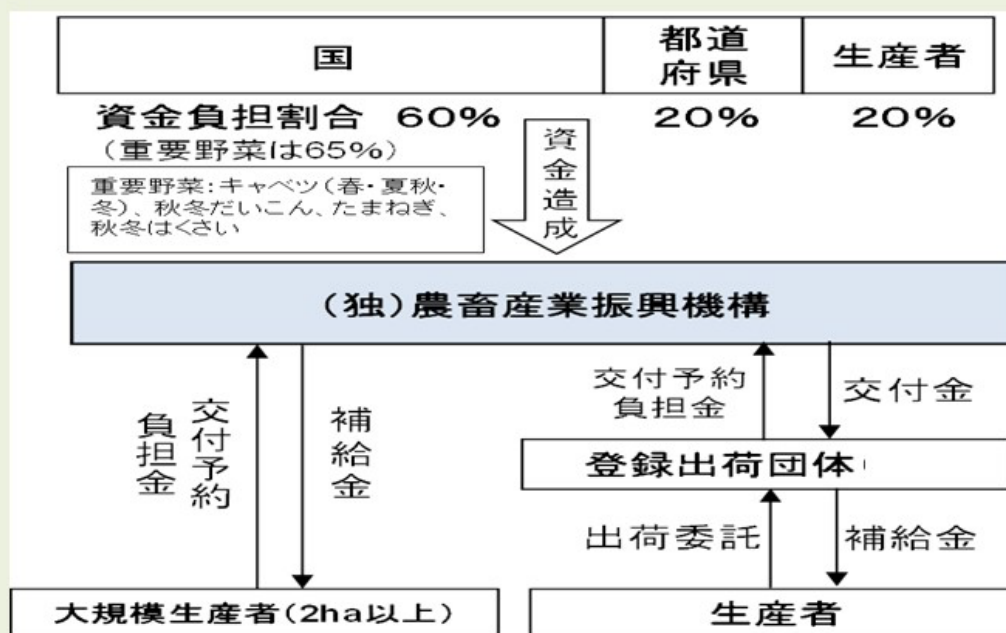 国
都道
府県
生産者
資金負担割合 60% 20% 20%
(重要野菜は65%)
重要野菜:キャベツ(春・夏秋・
冬)、秋冬だいこん、たまねぎ、
秋冬はくさい
資金造成
(独)農畜産業振興機構
交付予約
負担金
補給金
交付予約
負担金
交付金
登録出荷団体
出荷委託
補給金
大規模生産者(2ha以上)
生産者